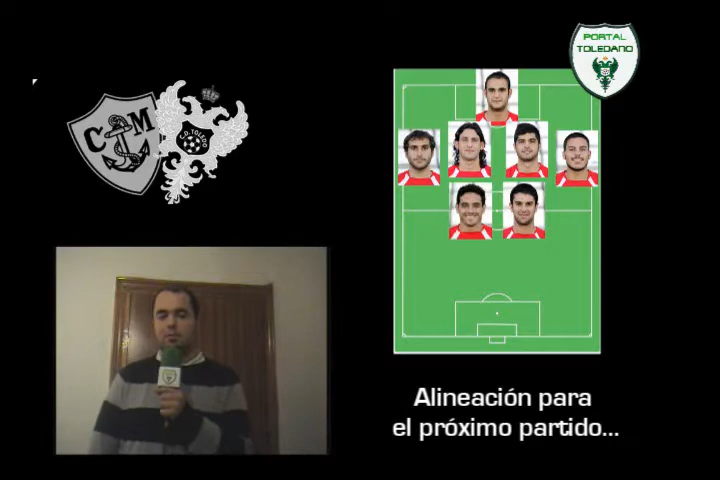 PORTAL
TOLEDANO
C M
C.D. TOLEDO
Alineación para
el próximo partido...